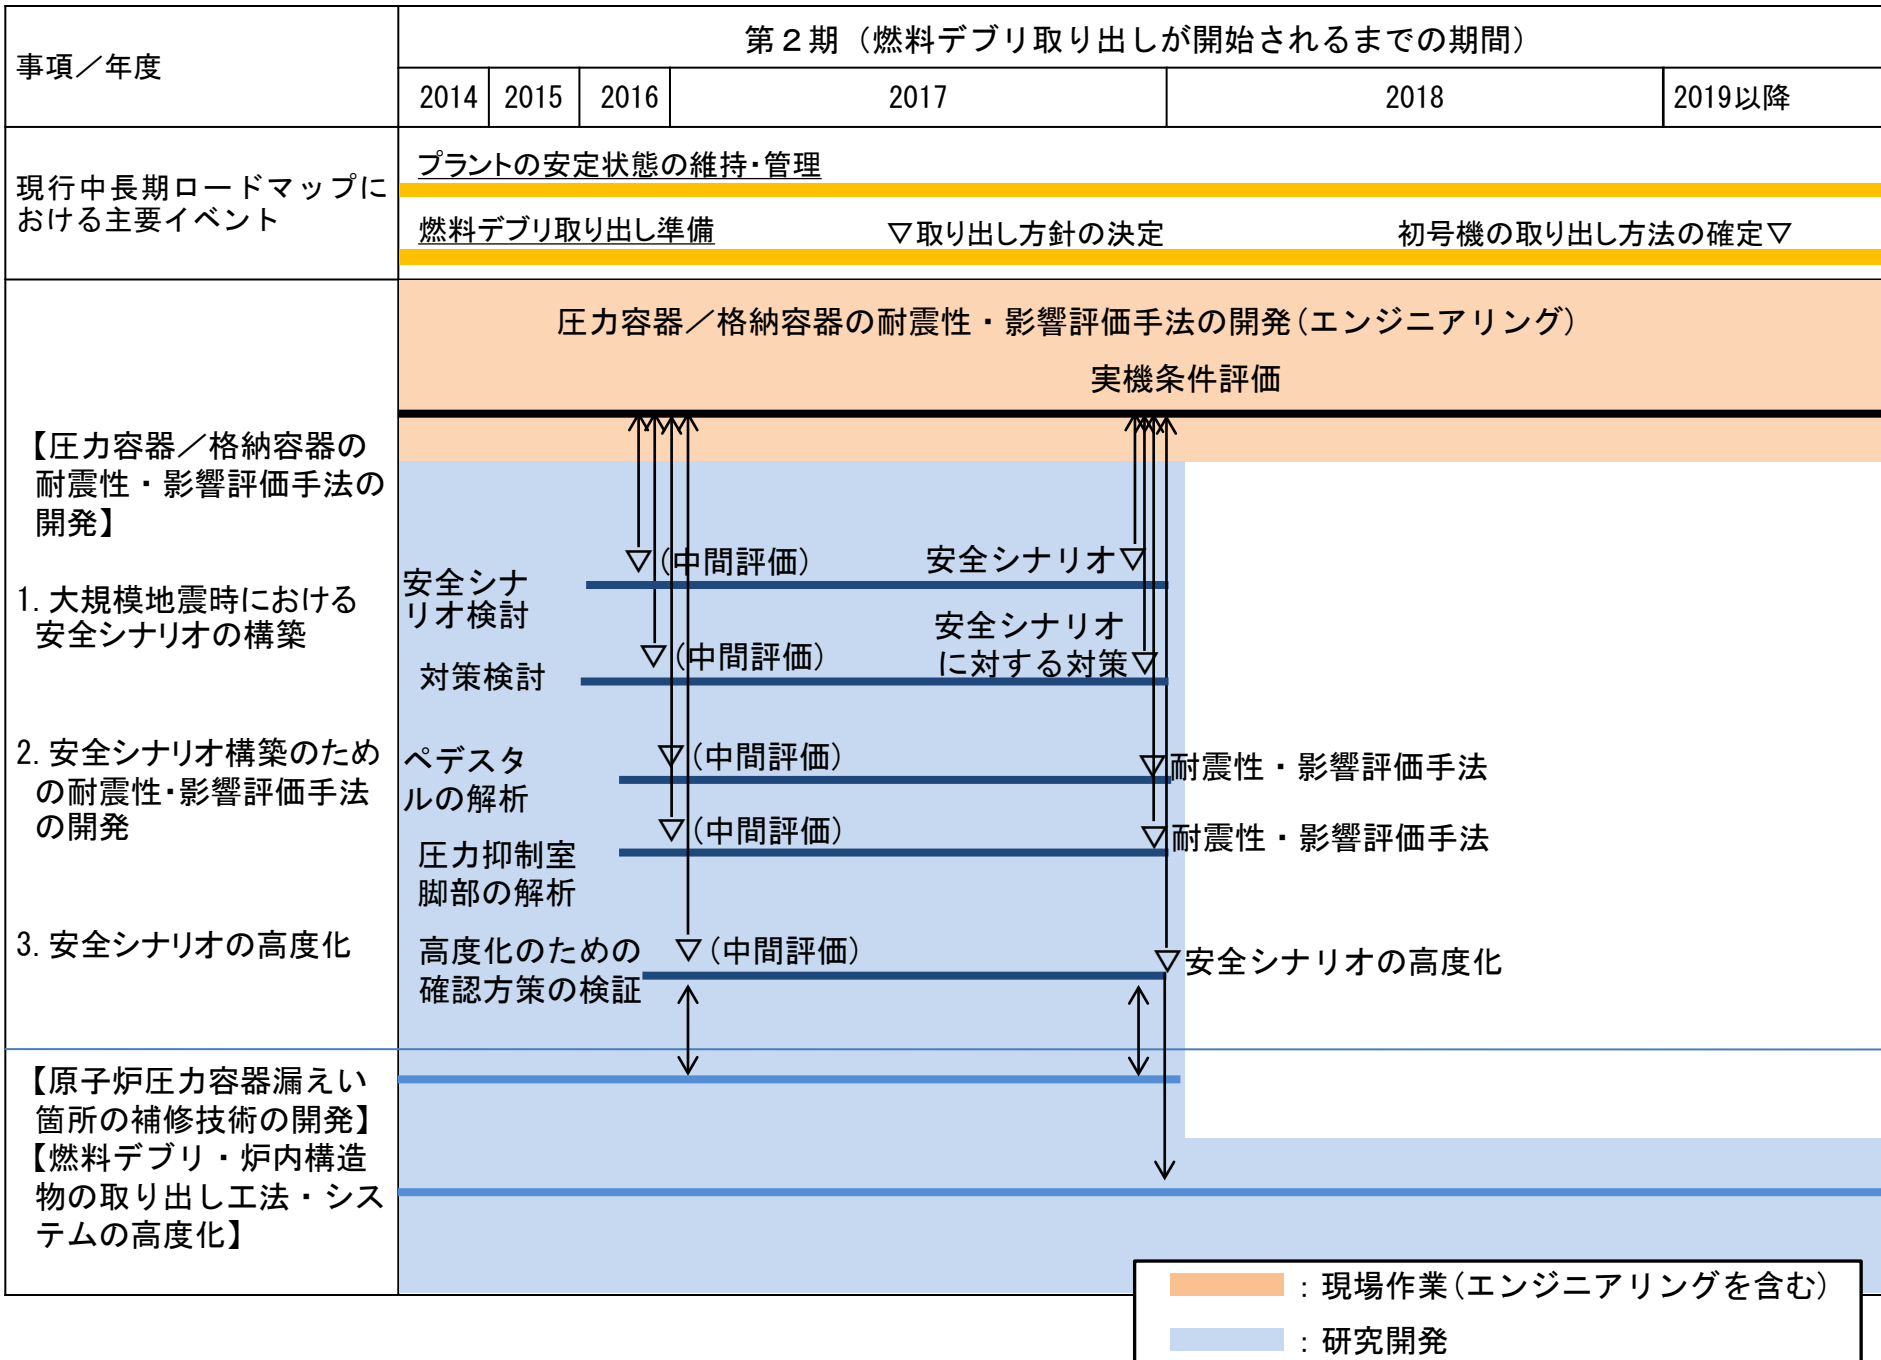 事項／年度
第２期（燃料デブリ取り出しが開始されるまでの期間）
2014
2015
2016
2017
2018
2019以降
現行中長期ロードマップに
おける主要イベント
プラントの安定状態の維持・管理
燃料デブリ取り出し準備
▽取り出し方針の決定
初号機の取り出し方法の確定▽
圧力容器／格納容器の耐震性・影響評価手法の開発（エンジニアリング）
実機条件評価
【圧力容器／格納容器の
耐震性・影響評価手法の
開発】
1. 大規模地震時における
安全シナリオの構築
安全シナ
リオ検討
▽（中間評価）
安全シナリオ▽
対策検討
▽（中間評価）
安全シナリオ
に対する対策▽
2. 安全シナリオ構築のため
の耐震性・影響評価手法
の開発
ペデスタ
ルの解析
▽（中間評価）
▽耐震性・影響評価手法
圧力抑制室
脚部の解析
▽（中間評価）
▽耐震性・影響評価手法
3. 安全シナリオの高度化
高度化のための
確認方策の検証
▽（中間評価）
▽安全シナリオの高度化
【原子炉圧力容器漏えい
箇所の補修技術の開発】
【燃料デブリ・炉内構造
物の取り出し工法・シス
テムの高度化】
：現場作業（エンジニアリングを含む）
：研究開発